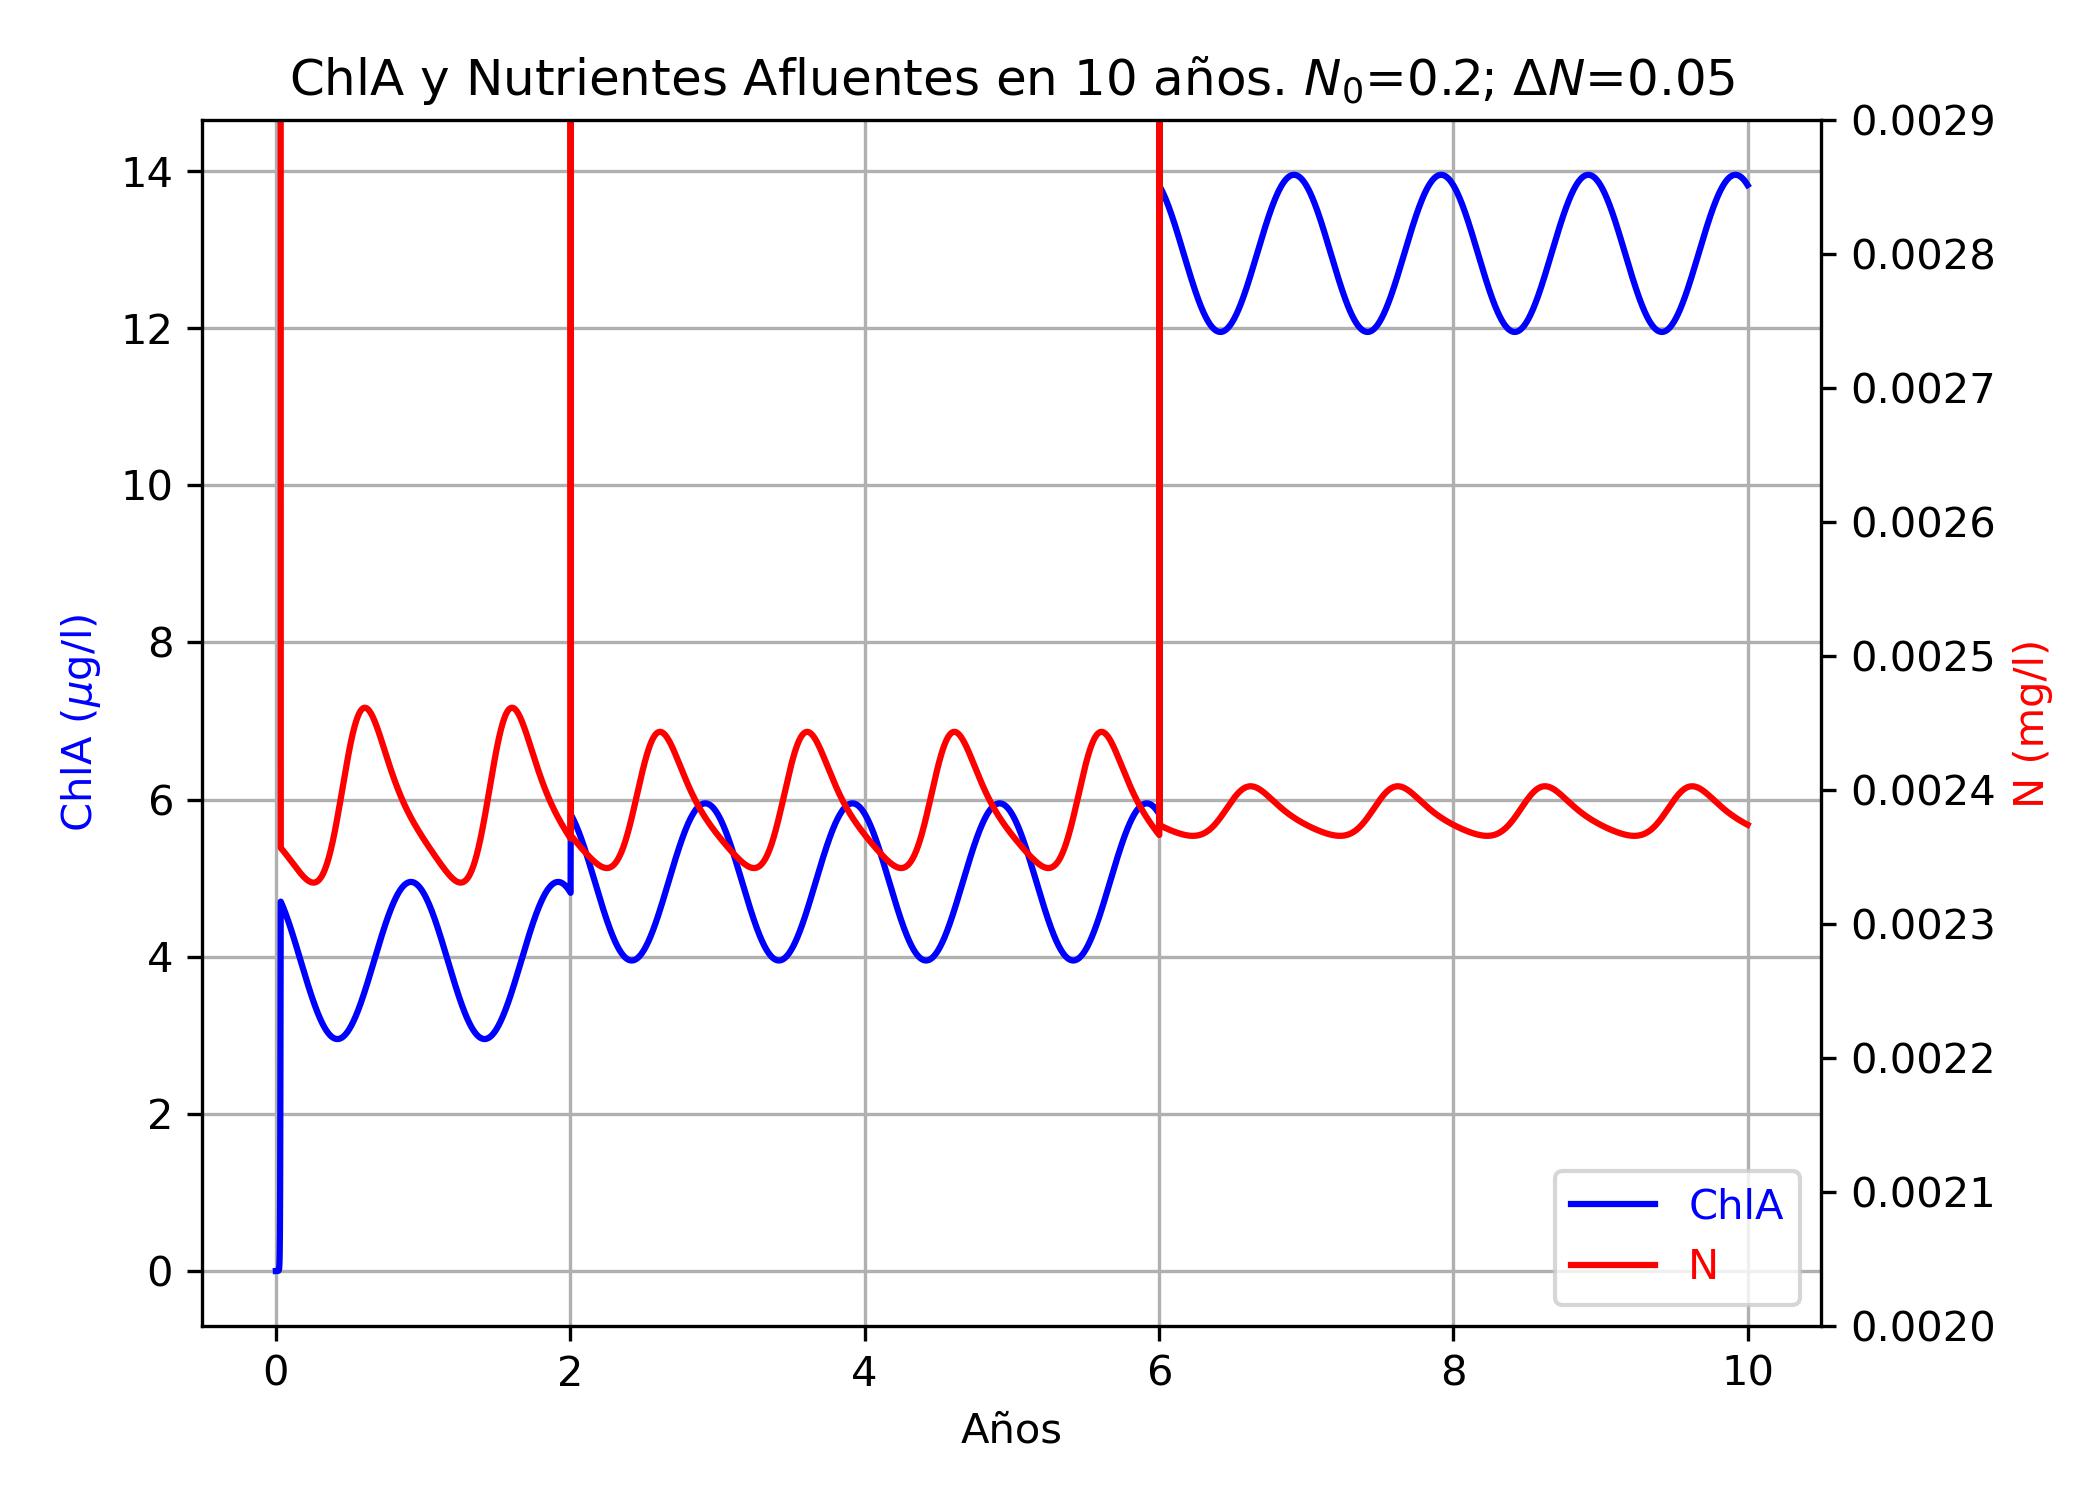 ChlA y Nutrientes Afluentes en 10 años. N₀=0.2; ΔN=0.05
14
12
10
8
6
4
2
0
ChlA (μg/l)
0.0029
0.0028
0.0027
0.0026
0.0025
0.0024
0.0023
0.0022
0.0021
0.0020
N (mg/l)
ChlA
N
0 2 4 6 8 10
Años